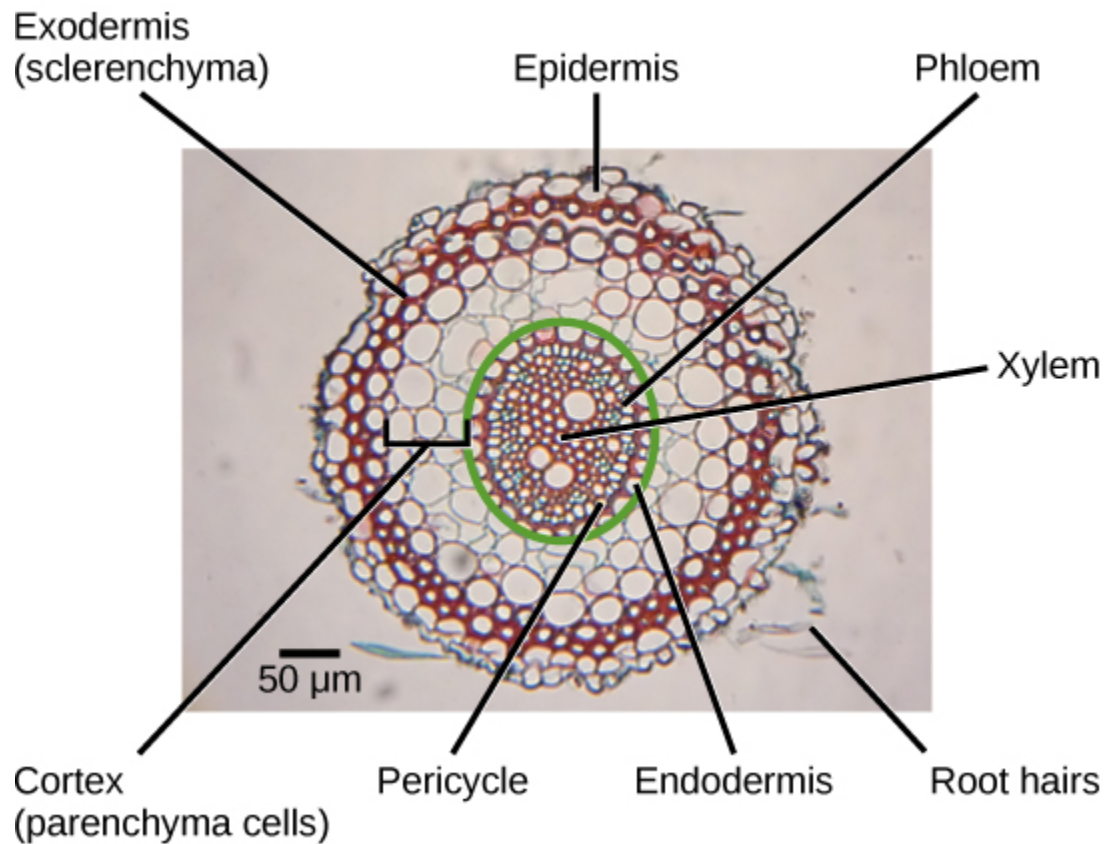 Exodermis
(sclerenchyma)
Epidermis
Phloem
Xylem
50 μm
Cortex
(parenchyma cells)
Pericycle
Endodermis
Root hairs